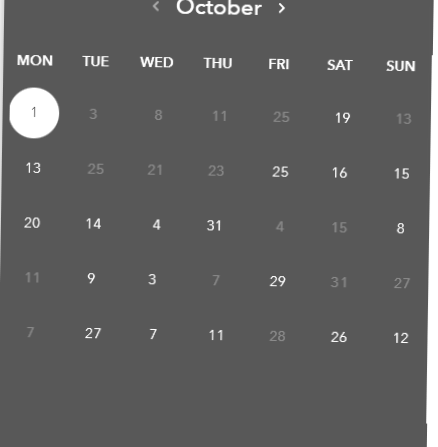 ‹ October ›
MON TUE WED THU FRI SAT SUN
1 3 8 11 25 19 13
13 25 21 23 25 16 15
20 14 4 31 4 15 8
11 9 3 7 29 31 27
7 27 7 11 28 26 12